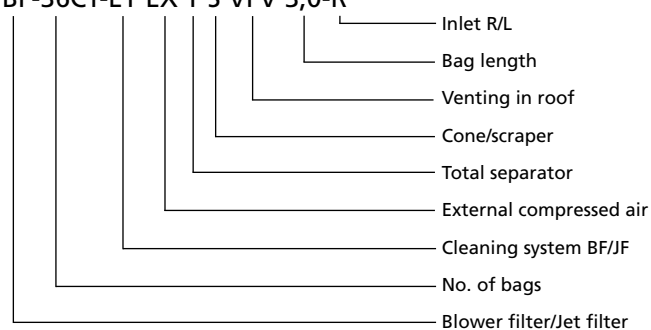 Inlet R/L
Bag length
Venting in roof
Cone/scraper
Total separator
External compressed air
Cleaning system BF/JF
No. of bags
Blower filter/Jet filter